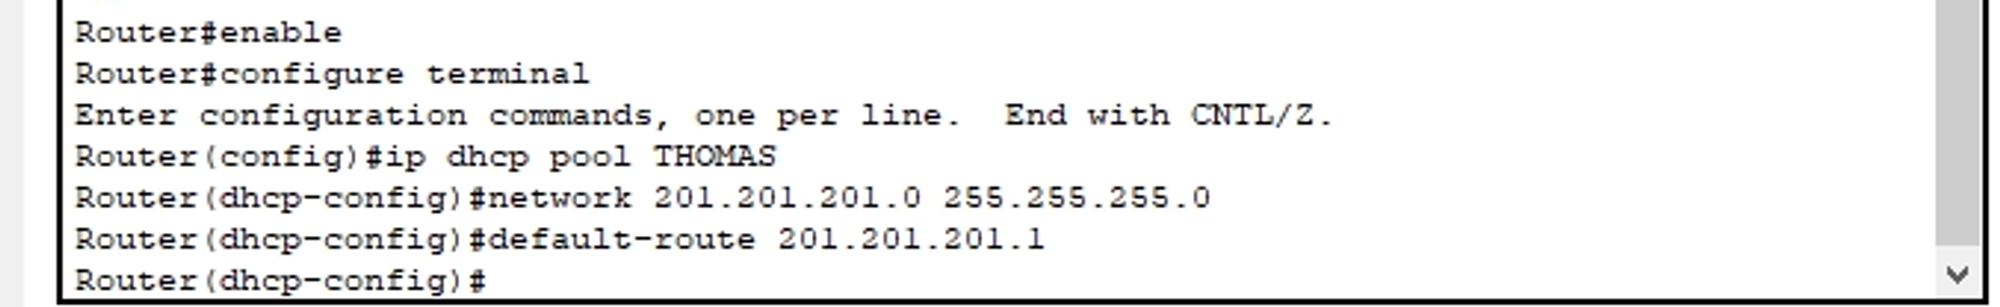 Router#enable
Router#configure terminal
Enter configuration commands, one per line.  End with CNTL/Z.
Router(config)#ip dhcp pool THOMAS
Router(dhcp-config)#network 201.201.201.0 255.255.255.0
Router(dhcp-config)#default-route 201.201.201.1
Router(dhcp-config)#